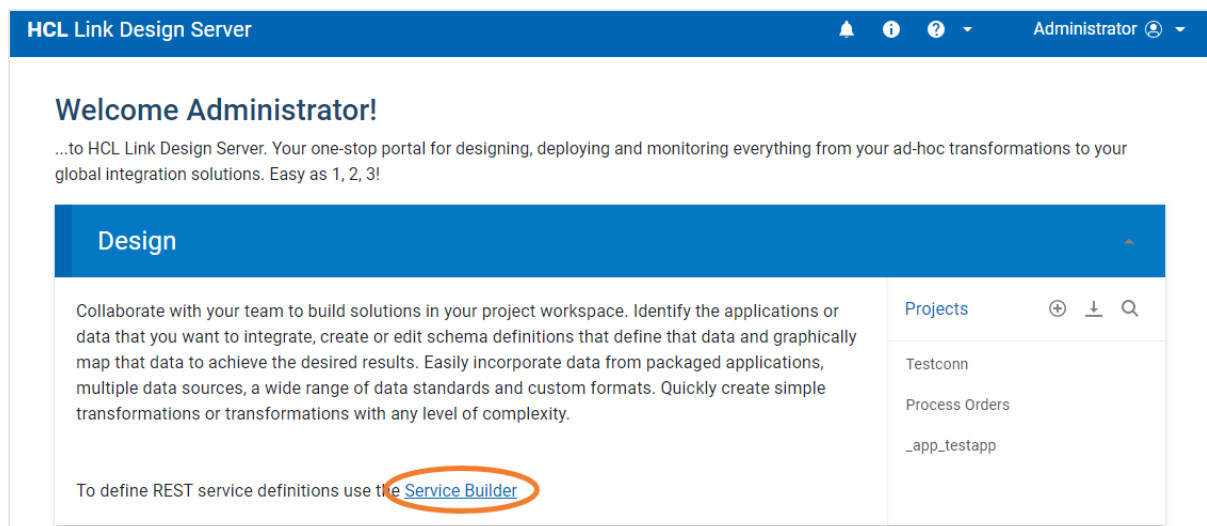 HCL Link Design Server
Administrator
Welcome Administrator!
...to HCL Link Design Server. Your one-stop portal for designing, deploying and monitoring everything from your ad-hoc transformations to your
global integration solutions. Easy as 1, 2, 3!
Design
Collaborate with your team to build solutions in your project workspace. Identify the applications or
data that you want to integrate, create or edit schema definitions that define that data and graphically
map that data to achieve the desired results. Easily incorporate data from packaged applications,
multiple data sources, a wide range of data standards and custom formats. Quickly create simple
transformations or transformations with any level of complexity.
To define REST service definitions use the Service Builder
Projects
Testconn
Process Orders
_app_testapp